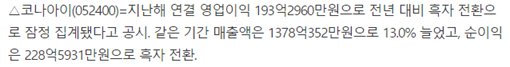 △코나아이(052400)=지난해 연결 영업이익 193억2960만원으로 전년 대비 흑자 전환으
로 잠정 집계됐다고 공시. 같은 기간 매출액은 1378억352만원으로 13.0% 늘었고, 순이익
은 228억5931만원으로 흑자 전환.